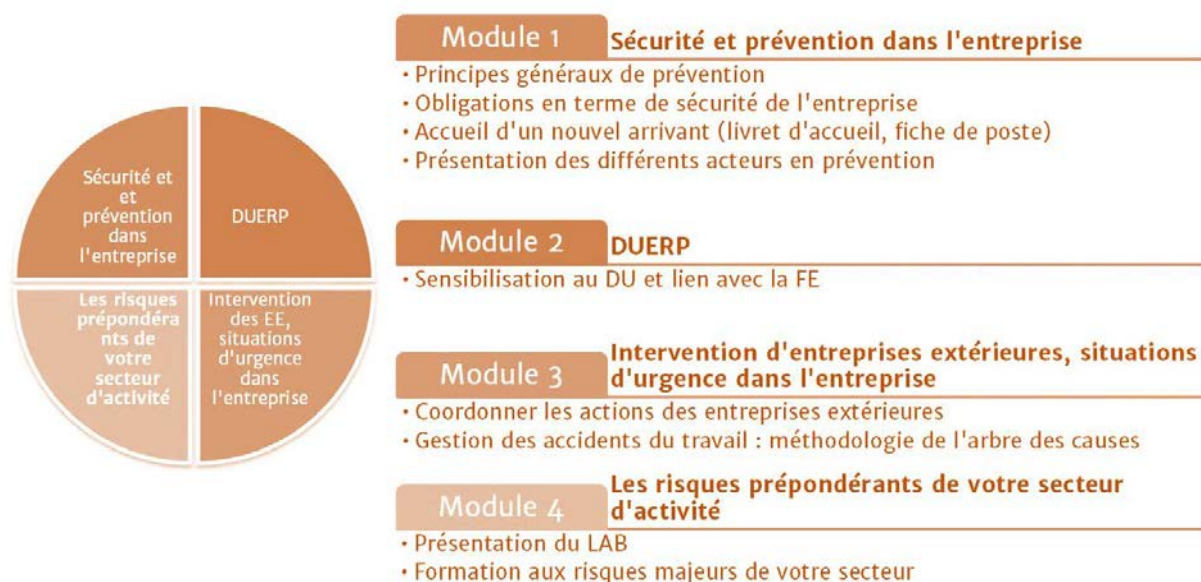 Sécurité et
et
prévention
dans
l'entreprise
DUERP
Les risques
prépondéra
nts de
votre
secteur
d'activité
Intervention
des EE,
situations
d'urgence
dans
l'entreprise
Module 1 Sécurité et prévention dans l'entreprise
• Principes généraux de prévention
• Obligations en terme de sécurité de l'entreprise
• Accueil d'un nouvel arrivant (livret d'accueil, fiche de poste)
• Présentation des différents acteurs en prévention
Module 2 DUERP
• Sensibilisation au DU et lien avec la FE
Module 3 Intervention d'entreprises extérieures, situations
d'urgence dans l'entreprise
• Coordonner les actions des entreprises extérieures
• Gestion des accidents du travail : méthodologie de l'arbre des causes
Module 4 Les risques prépondérants de votre secteur
d'activité
• Présentation du LAB
• Formation aux risques majeurs de votre secteur